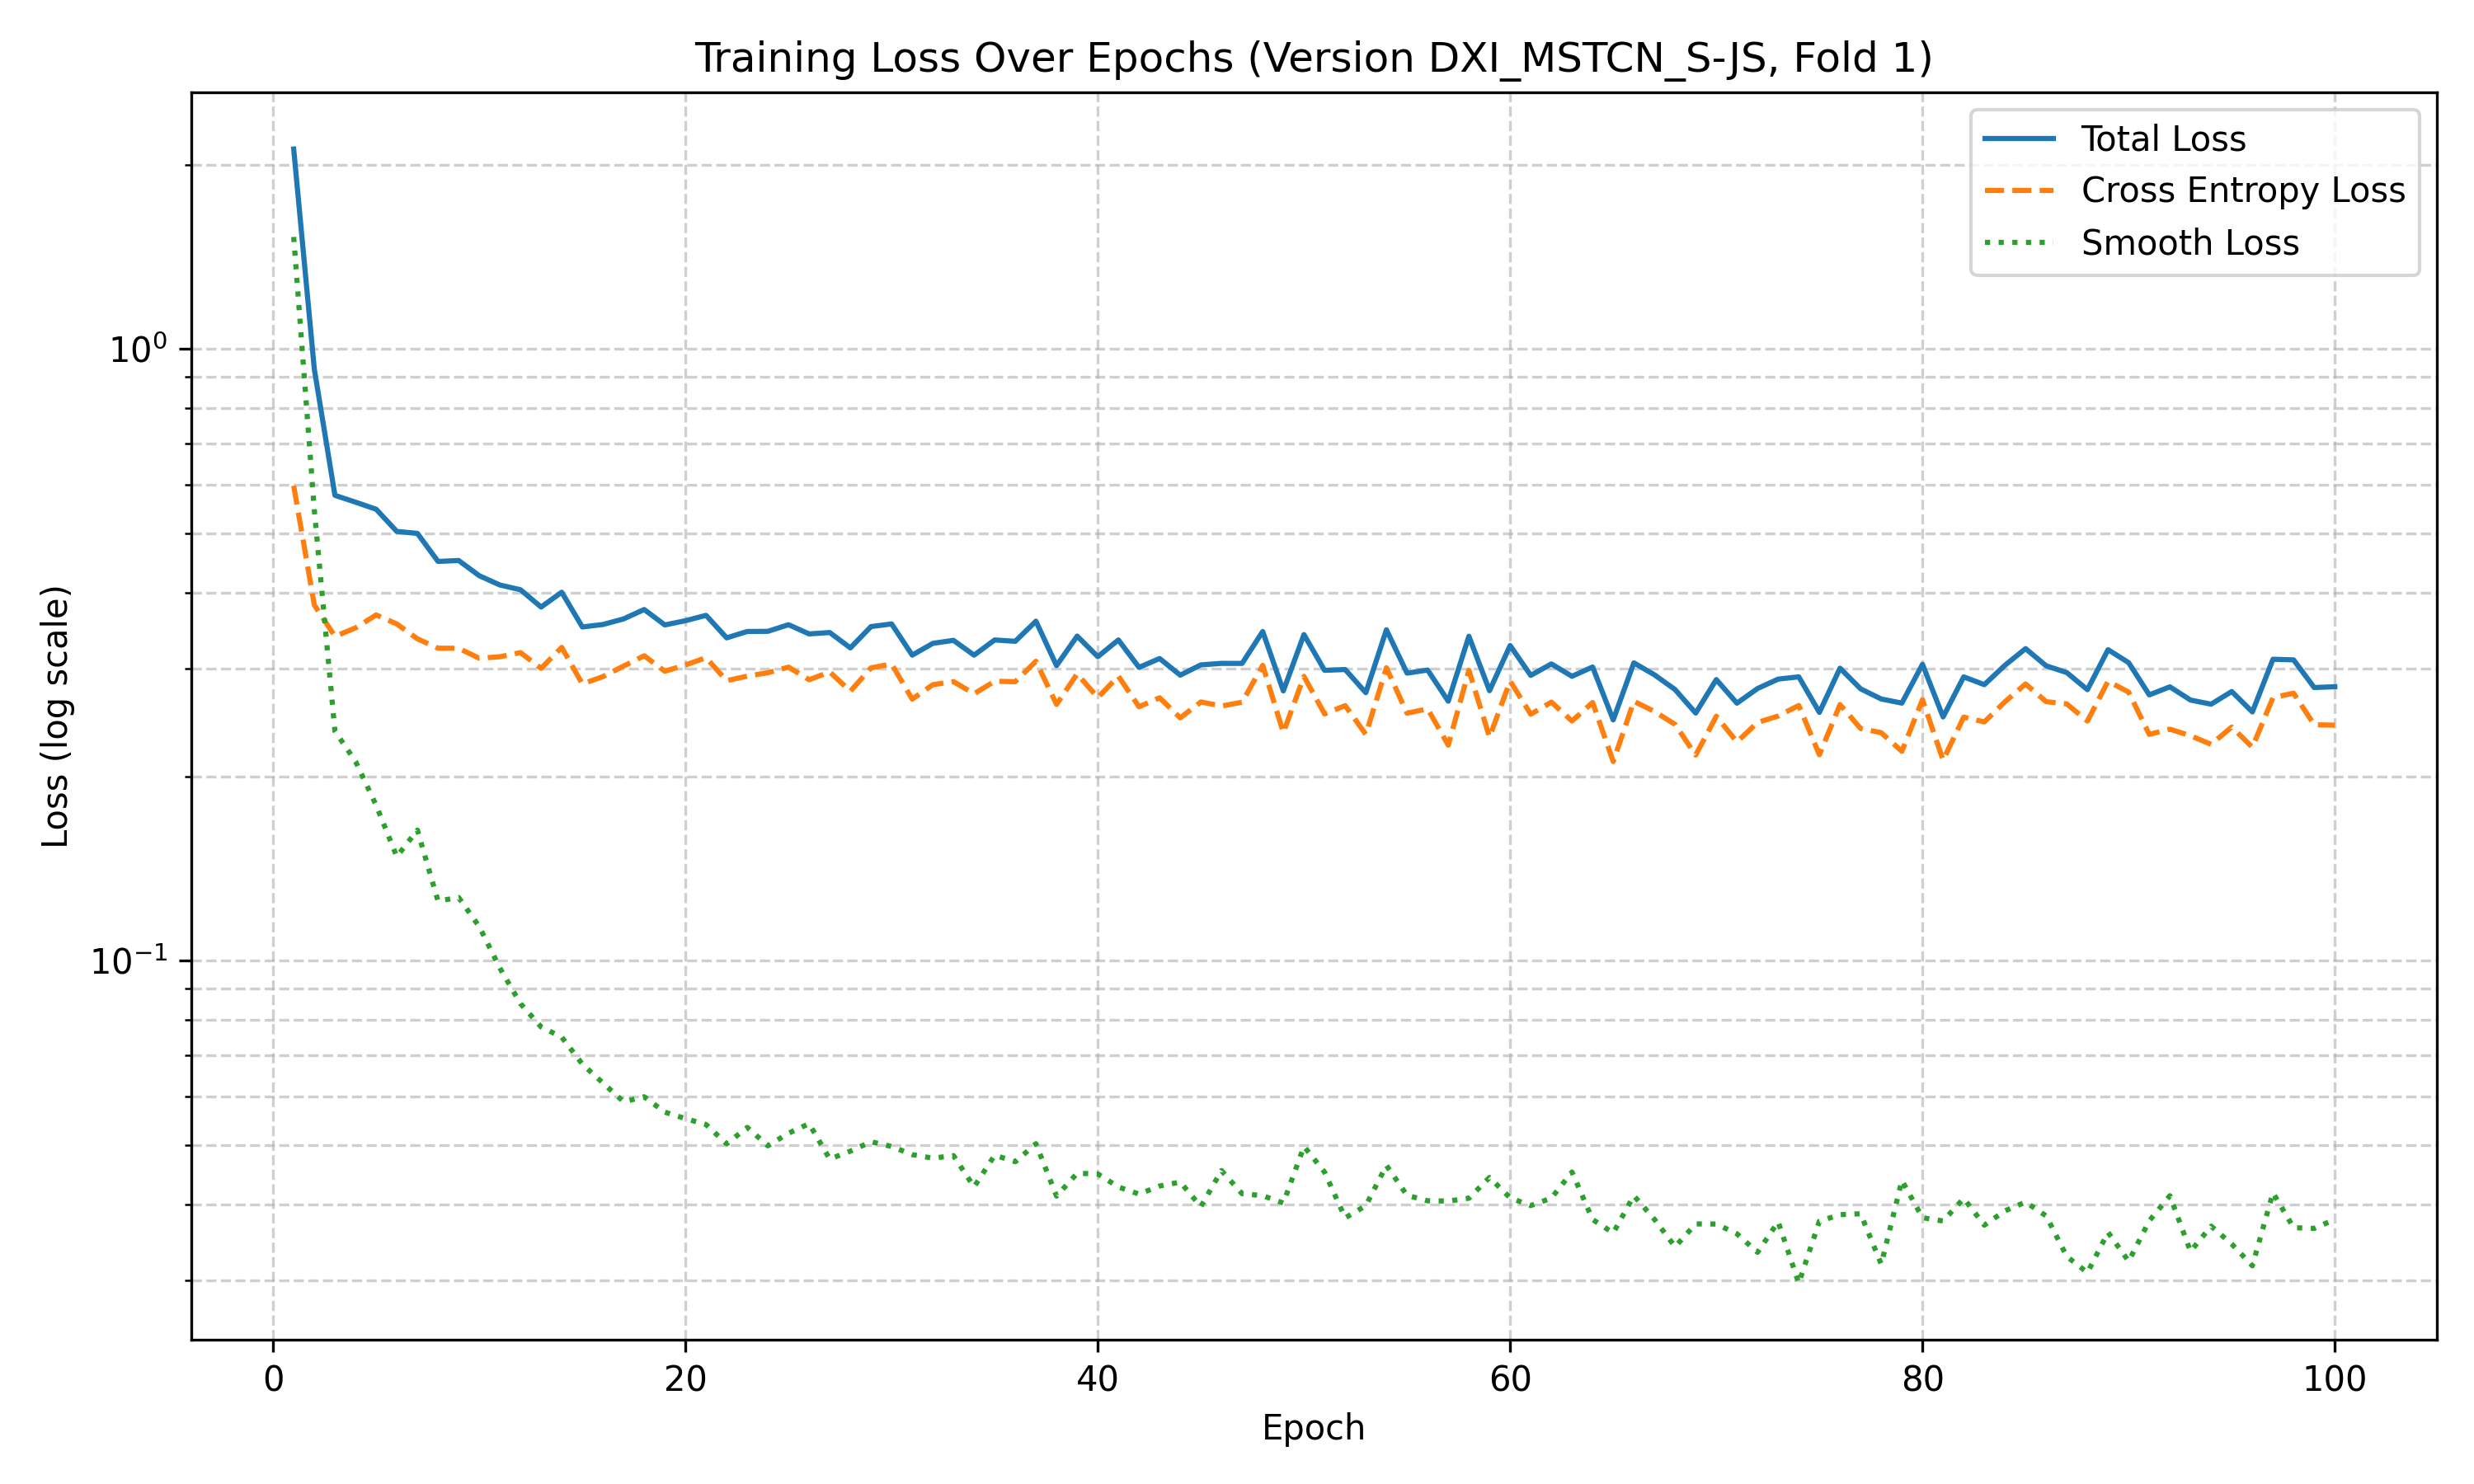 Training Loss Over Epochs (Version DXI_MSTCN_S-JS, Fold 1)
Total Loss
Cross Entropy Loss
Smooth Loss
Loss (log scale)
10⁰
10⁻¹
0 20 40 60 80 100
Epoch